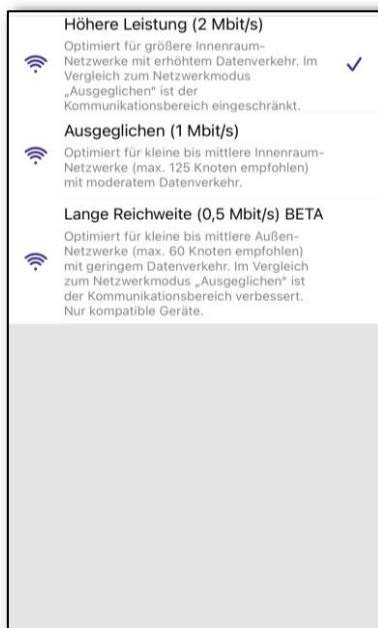 Höhere Leistung (2 Mbit/s)
Optimiert für größere Innenraum-
Netzwerke mit erhöhtem Datenverkehr. Im
Vergleich zum Netzwerkmodus
„Ausgeglichen" ist der
Kommunikationsbereich eingeschränkt.
Ausgeglichen (1 Mbit/s)
Optimiert für kleine bis mittlere Innenraum-
Netzwerke (max. 125 Knoten empfohlen)
mit moderatem Datenverkehr.
Lange Reichweite (0,5 Mbit/s) BETA
Optimiert für kleine bis mittlere Außen-
Netzwerke (max. 60 Knoten empfohlen)
mit geringem Datenverkehr. Im Vergleich
zum Netzwerkmodus „Ausgeglichen" ist
der Kommunikationsbereich verbessert.
Nur kompatible Geräte.